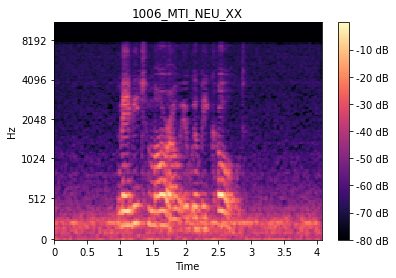 1006_MTI_NEU_XX
8192
4096
2048
1024
512
0
Hz
0 0.5 1 1.5 2 2.5 3 3.5 4
Time
-10 dB
-20 dB
-30 dB
-40 dB
-50 dB
-60 dB
-70 dB
-80 dB